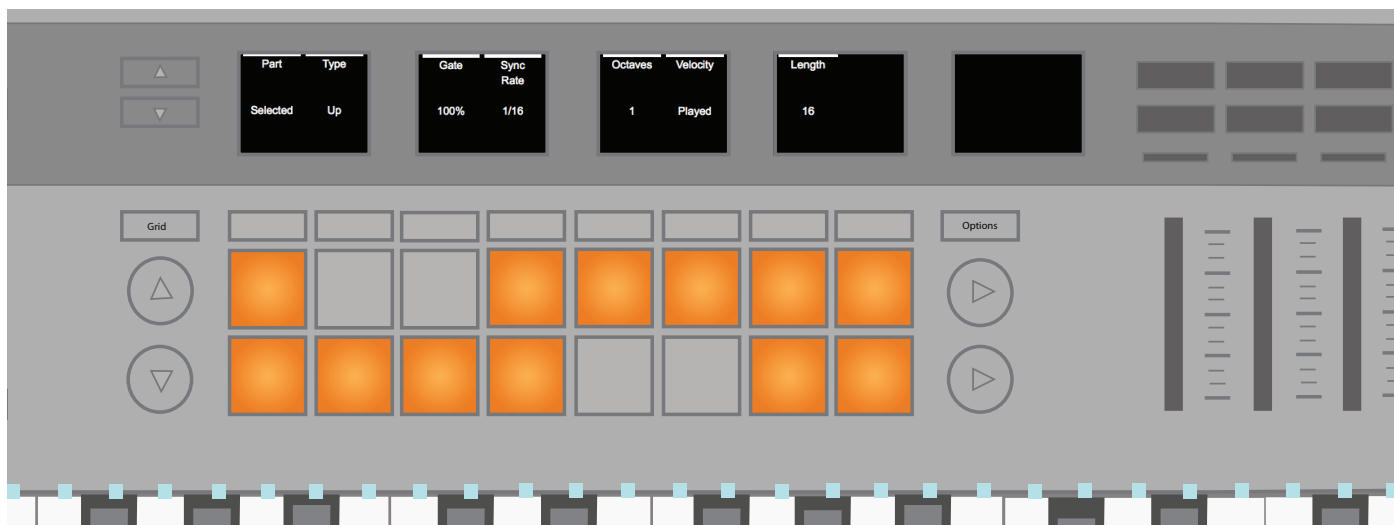 Part Type Gate Sync Rate Octaves Velocity Length
Selected Up 100% 1/16 1 Played 16
Grid Options